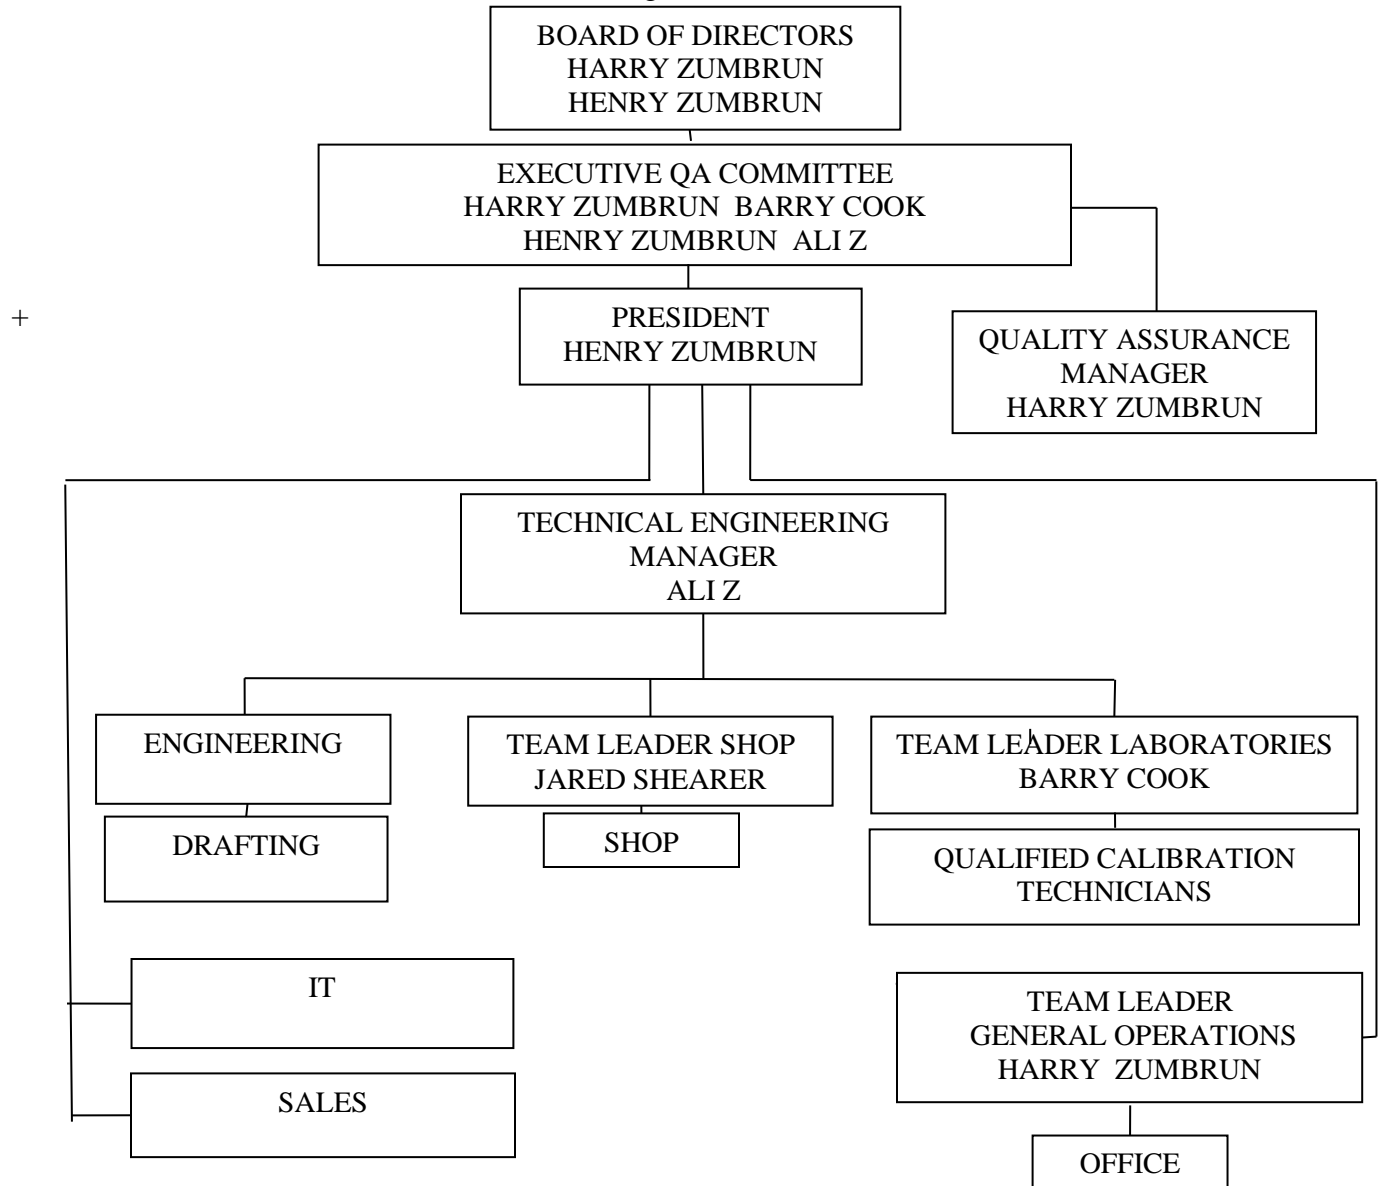 BOARD OF DIRECTORS
HARRY ZUMBRUN
HENRY ZUMBRUN
EXECUTIVE QA COMMITTEE
HARRY ZUMBRUN  BARRY COOK
HENRY ZUMBRUN  ALI Z
+
PRESIDENT
HENRY ZUMBRUN
QUALITY ASSURANCE
MANAGER
HARRY ZUMBRUN
TECHNICAL ENGINEERING
MANAGER
ALI Z
ENGINEERING
TEAM LEADER SHOP
JARED SHEARER
TEAM LEADER LABORATORIES
BARRY COOK
DRAFTING
SHOP
QUALIFIED CALIBRATION
TECHNICIANS
IT
TEAM LEADER
GENERAL OPERATIONS
HARRY  ZUMBRUN
SALES
OFFICE